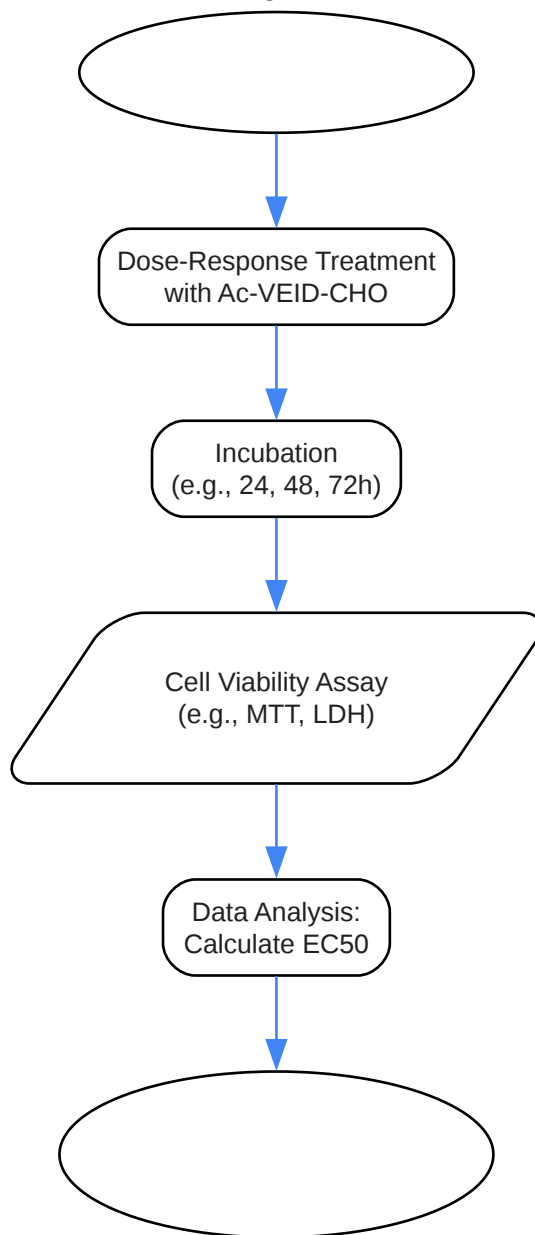 Dose-Response Treatment
with Ac-VEID-CHO
Incubation
(e.g., 24, 48, 72h)
Cell Viability Assay
(e.g., MTT, LDH)
Data Analysis:
Calculate EC50